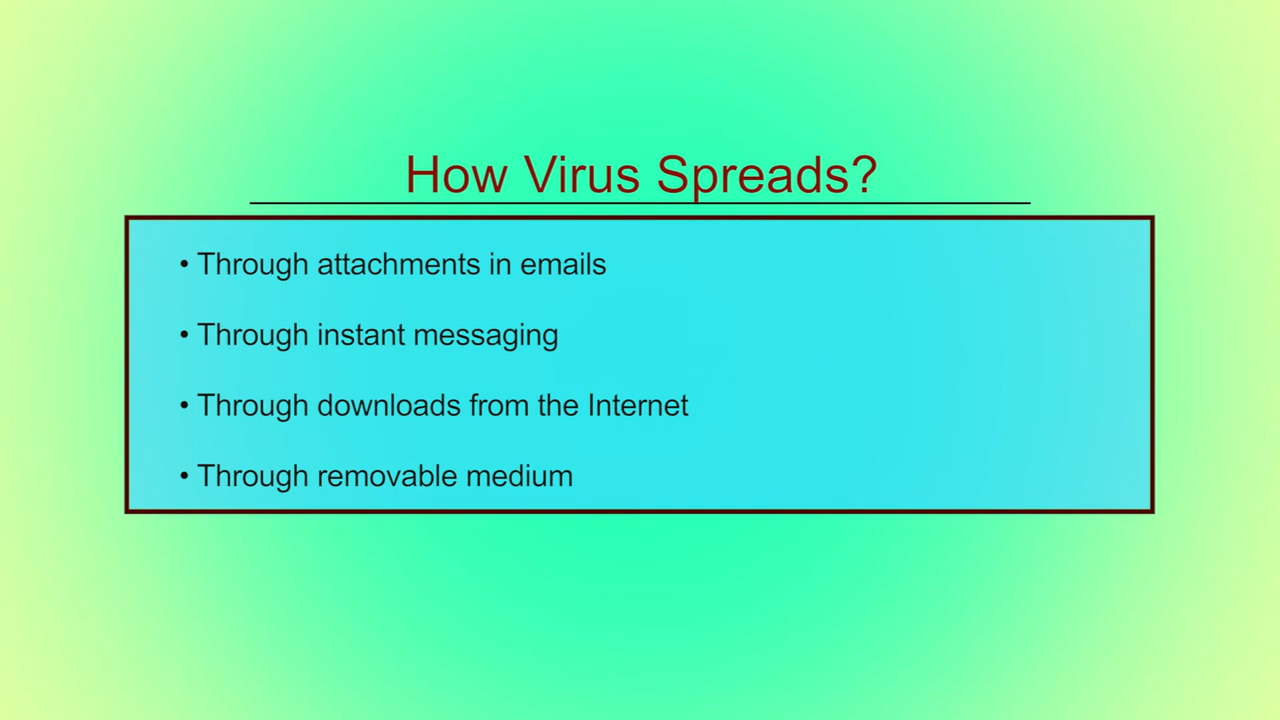 How Virus Spreads?
• Through attachments in emails
• Through instant messaging
• Through downloads from the Internet
• Through removable medium